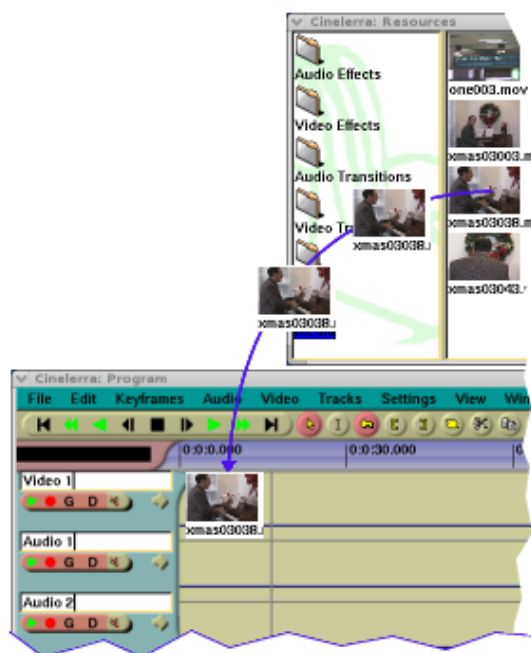 Cinelerra: Resources
Audio Effects
Video Effects
Audio Transitions
Video Tr
one003.mov
xmas03003.m
xmas03038.m
xmas03043.
xmas03038.
xmas03038.
Cinelerra: Program
File Edit Keyframes Audio Video Tracks Settings View Win
0:0:0.000 0:0:30.000 0
Video 1
G D
xmas03038.
Audio 1
G D
Audio 2
G D